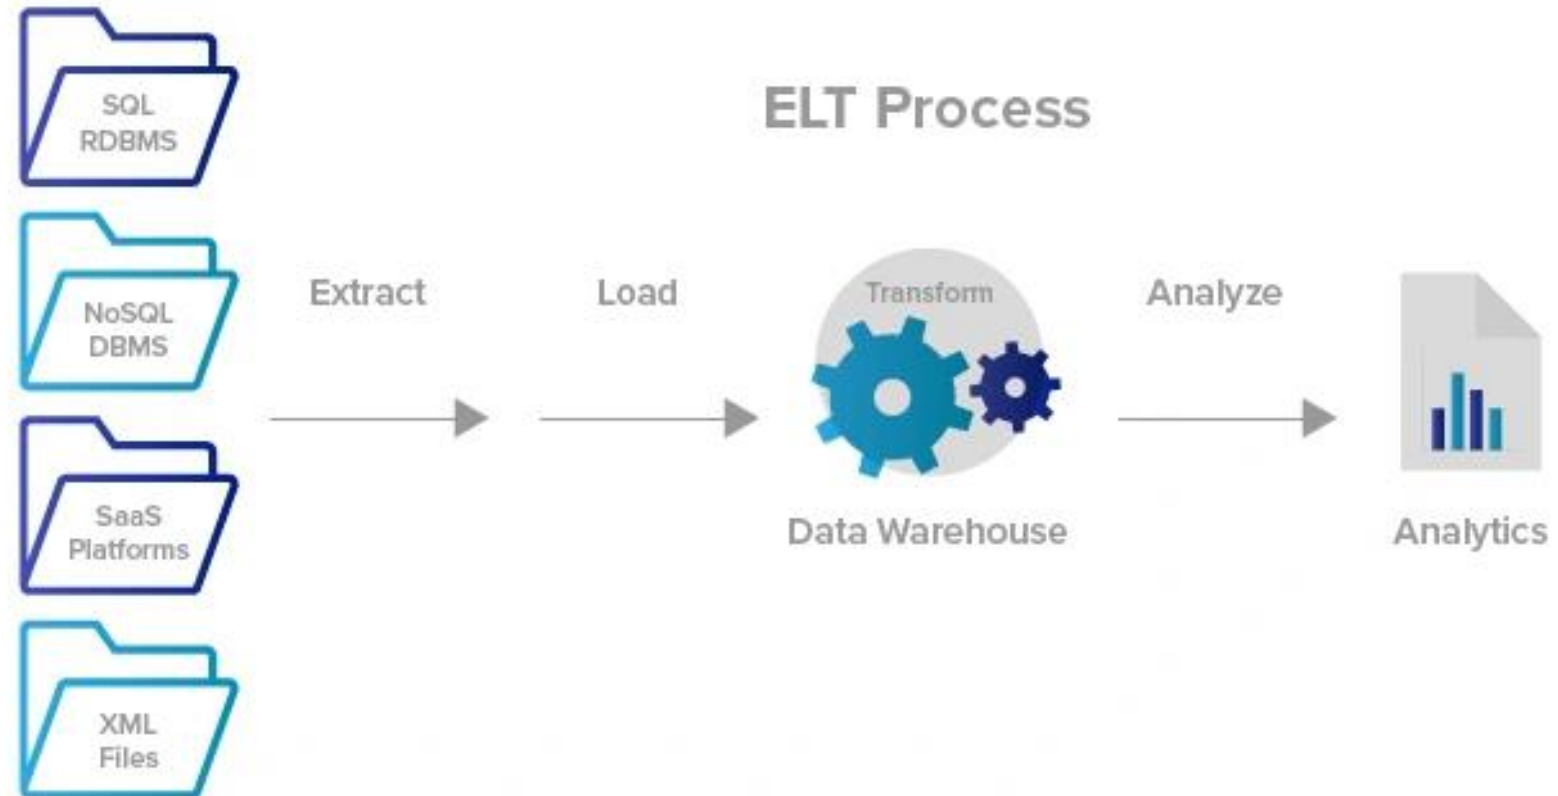 ELT Process
SQL
RDBMS
NoSQL
DBMS
SaaS
Platforms
XML
Files
Extract
Load
Transform
Data Warehouse
Analyze
Analytics